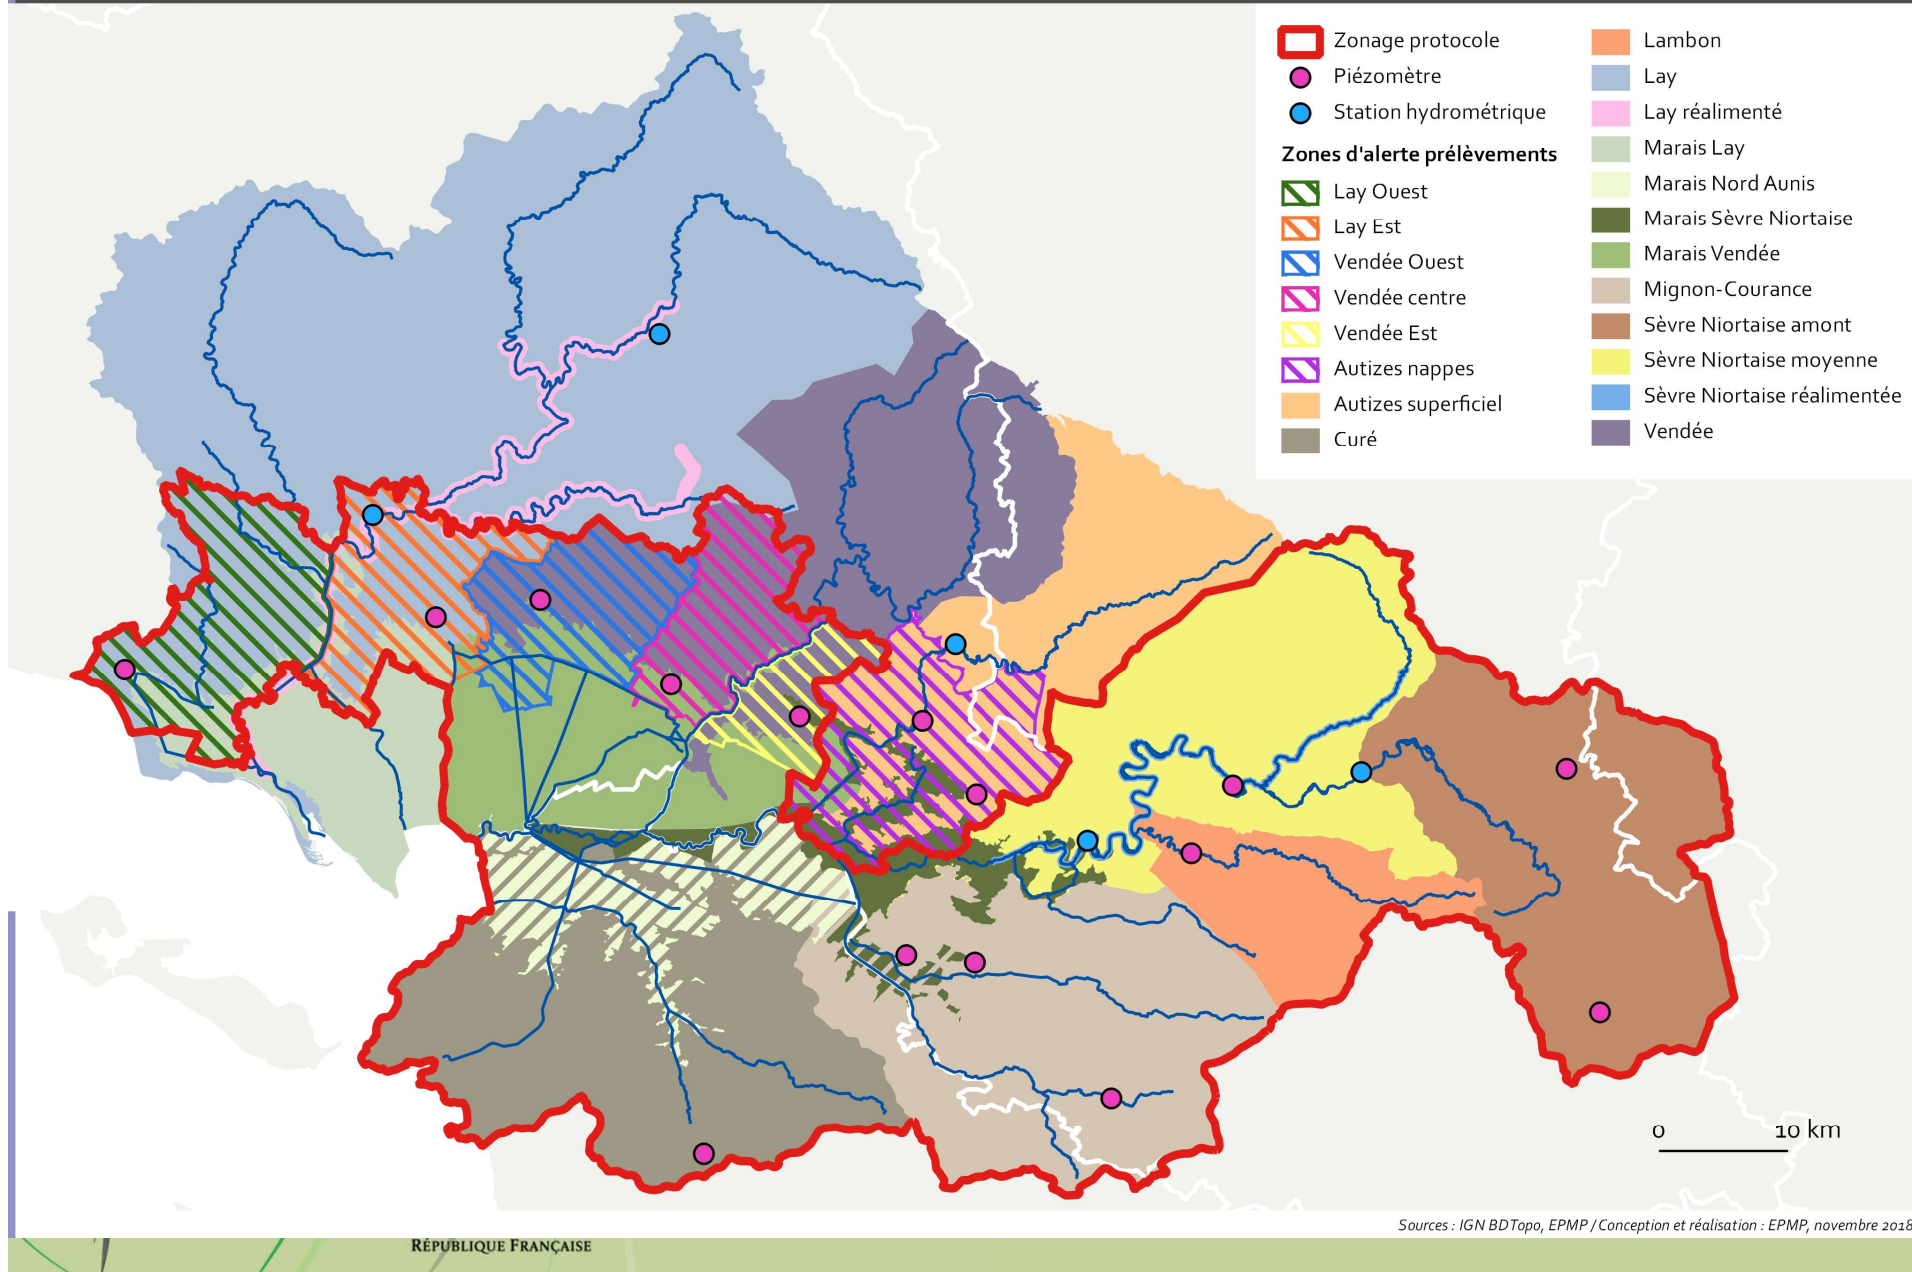 Zonage protocole
Piézomètre
Station hydrométrique
Zones d'alerte prélèvements
Lay Ouest
Lay Est
Vendée Ouest
Vendée centre
Vendée Est
Autizes nappes
Autizes superficiel
Curé
Lambon
Lay
Lay réalimenté
Marais Lay
Marais Nord Aunis
Marais Sèvre Niortaise
Marais Vendée
Mignon-Courance
Sèvre Niortaise amont
Sèvre Niortaise moyenne
Sèvre Niortaise réalimentée
Vendée
0 10 km
Sources : IGN BDTopo, EPMP / Conception et réalisation : EPMP, novembre 2018
RÉPUBLIQUE FRANÇAISE